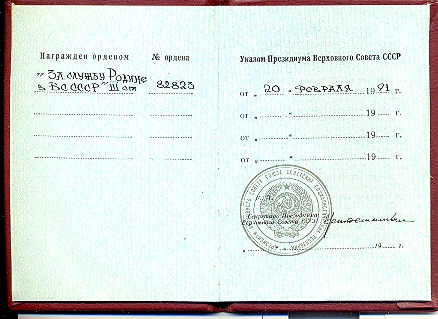 Награжден орденом
№ ордена
"За службу Родине
в ВС СССР" III ст
82823
Указом Президиума Верховного Совета СССР
от „ 20 " февраля 1991 г.
от „ " 19 г.
от „ " 19 г.
от „ " 19 г.
Секретарь Президиума
Верховного Совета СССР
„ " 19 г.